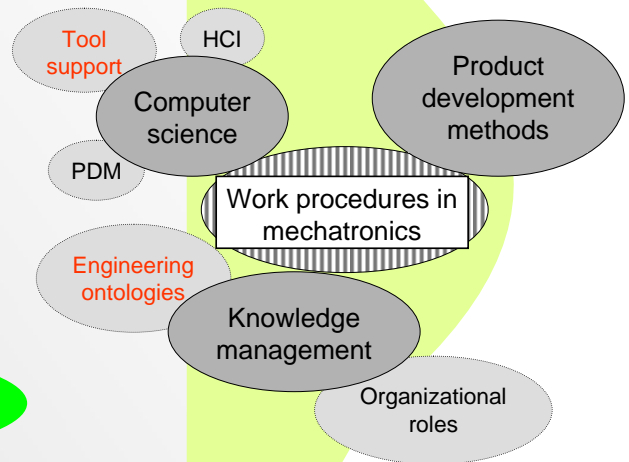 Tool
support
HCI
Product
development
methods
Computer
science
PDM
Work procedures in
mechatronics
Engineering
ontologies
Knowledge
management
Organizational
roles